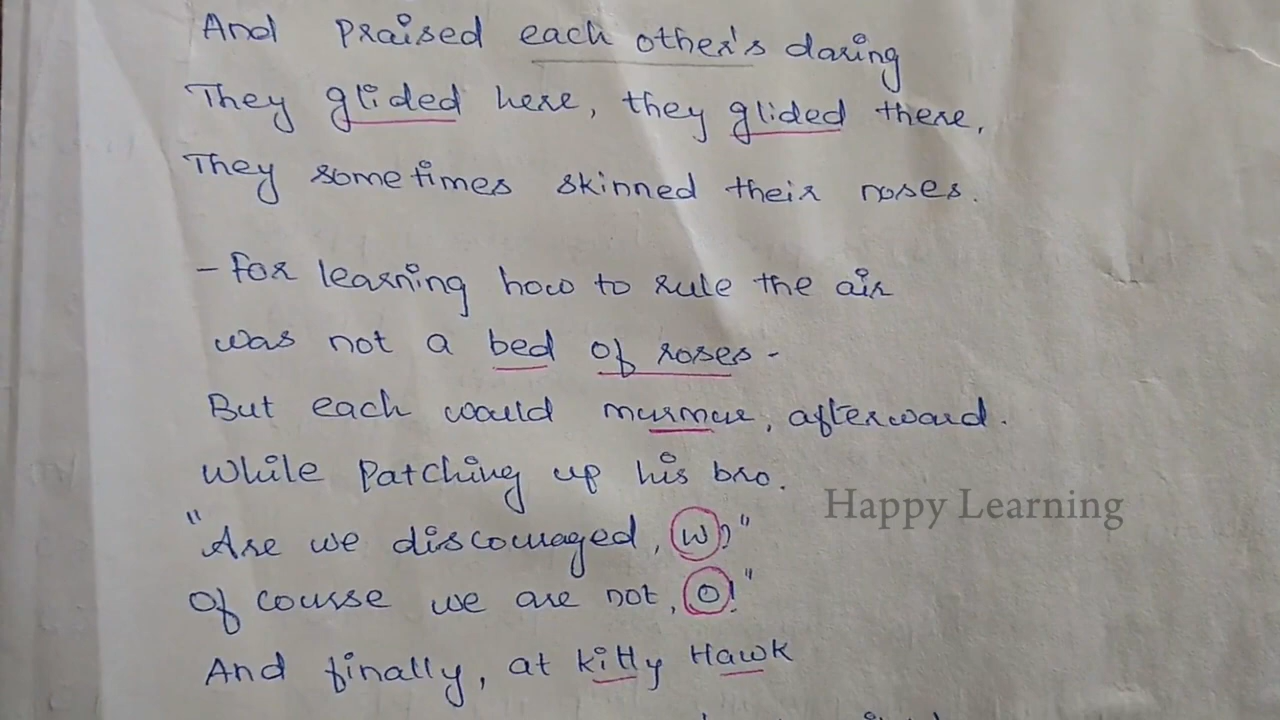 And praised each other's daring
They glided here, they glided there,
They sometimes skinned their noses.
- For learning how to rule the air
was not a bed of roses -
But each would murmur, afterward.
While patching up his bro.
Happy Learning
"Are we discouraged, W?"
Of course we are not, O!"
And finally, at kitty Hawk